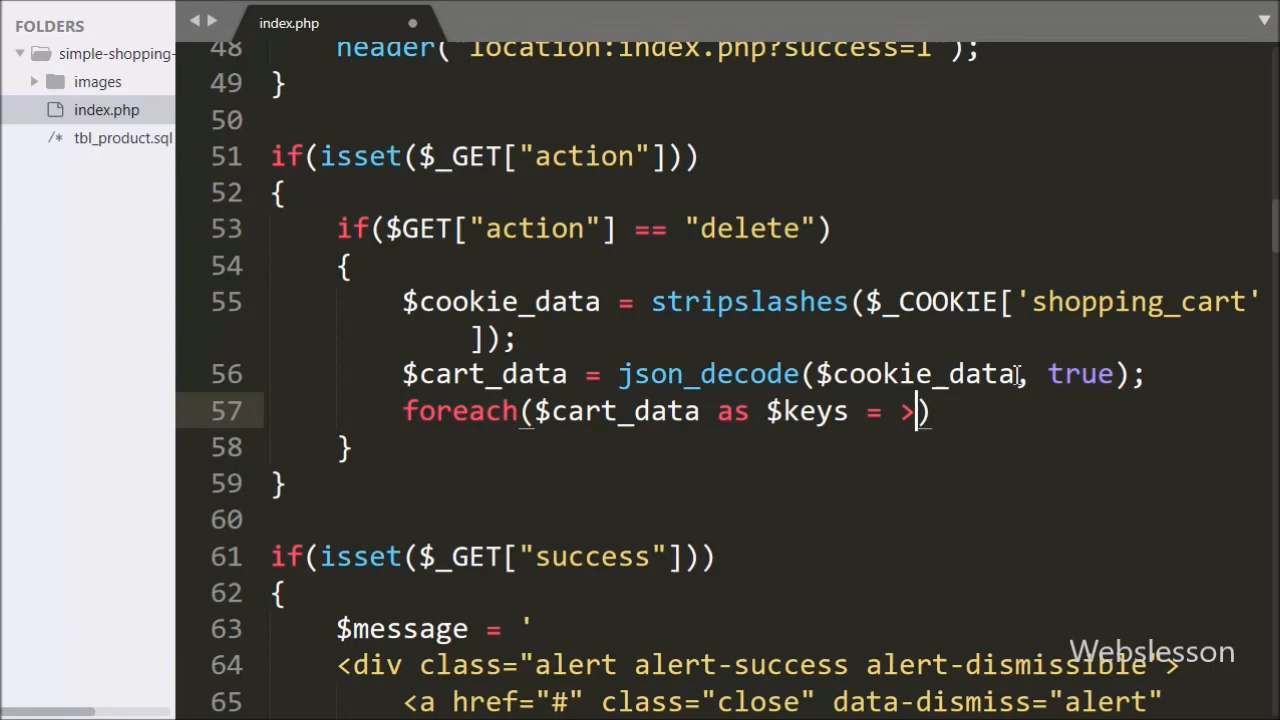 FOLDERS
simple-shopping-
images
index.php
tbl_product.sql
index.php
48 header("location:index.php?success=1");
49 }
50
51 if(isset($_GET["action"]))
52 {
53 if($GET["action"] == "delete")
54 {
55 $cookie_data = stripslashes($_COOKIE['shopping_cart'
]);
56 $cart_data = json_decode($cookie_data, true);
57 foreach($cart_data as $keys = >)
58 }
59 }
60
61 if(isset($_GET["success"]))
62 {
63 $message = '
64 <div class="alert alert-success alert-dismissible">
65 <a href="#" class="close" data-dismiss="alert"
Webslesson